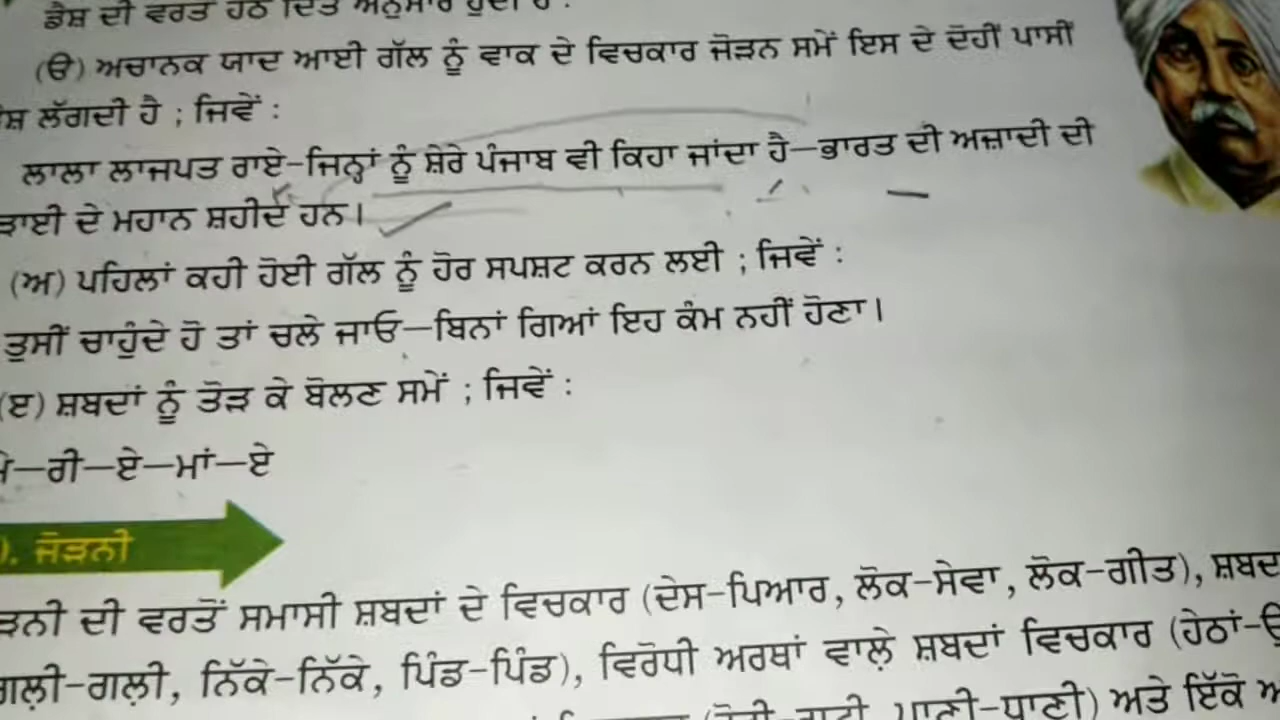 ਡੈਸ਼ ਦੀ ਵਰਤੋਂ ਹੇਠ ਦਿੱਤੇ ਅਨੁਸਾਰ ਹੁੰਦੀ ਹੈ :
(ੳ) ਅਚਾਨਕ ਯਾਦ ਆਈ ਗੱਲ ਨੂੰ ਵਾਕ ਦੇ ਵਿਚਕਾਰ ਜੋੜਨ ਸਮੇਂ ਇਸ ਦੇ ਦੋਹੀਂ ਪਾਸੀਂ
ਲੱਗਦੀ ਹੈ ; ਜਿਵੇਂ :
ਲਾਲਾ ਲਾਜਪਤ ਰਾਏ–ਜਿਨ੍ਹਾਂ ਨੂੰ ਸ਼ੇਰੇ ਪੰਜਾਬ ਵੀ ਕਿਹਾ ਜਾਂਦਾ ਹੈ—ਭਾਰਤ ਦੀ ਅਜ਼ਾਦੀ ਦੀ
ੜਾਈ ਦੇ ਮਹਾਨ ਸ਼ਹੀਦ ਹਨ।
(ਅ) ਪਹਿਲਾਂ ਕਹੀ ਹੋਈ ਗੱਲ ਨੂੰ ਹੋਰ ਸਪਸ਼ਟ ਕਰਨ ਲਈ ; ਜਿਵੇਂ :
ਤੁਸੀਂ ਚਾਹੁੰਦੇ ਹੋ ਤਾਂ ਚਲੇ ਜਾਓ—ਬਿਨਾਂ ਗਿਆਂ ਇਹ ਕੰਮ ਨਹੀਂ ਹੋਣਾ।
(ੲ) ਸ਼ਬਦਾਂ ਨੂੰ ਤੋੜ ਕੇ ਬੋਲਣ ਸਮੇਂ ; ਜਿਵੇਂ :
ਮੇ—ਰੀ—ਏ—ਮਾਂ—ਏ
). ਜੋੜਨੀ
ੜਨੀ ਦੀ ਵਰਤੋਂ ਸਮਾਸੀ ਸ਼ਬਦਾਂ ਦੇ ਵਿਚਕਾਰ (ਦੇਸ-ਪਿਆਰ, ਲੋਕ-ਸੇਵਾ, ਲੋਕ-ਗੀਤ), ਸ਼ਬਦ
ਗਲ਼ੀ-ਗਲ਼ੀ, ਨਿੱਕੇ-ਨਿੱਕੇ, ਪਿੰਡ-ਪਿੰਡ), ਵਿਰੋਧੀ ਅਰਥਾਂ ਵਾਲ਼ੇ ਸ਼ਬਦਾਂ ਵਿਚਕਾਰ (ਹੇਠਾਂ-ਉ
ਪਾਣੀ-ਧਾਣੀ) ਅਤੇ ਇੱਕੋ